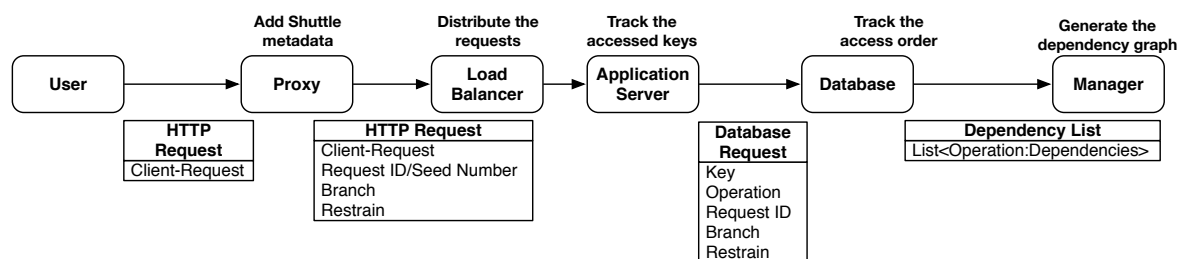 Add Shuttle
metadata
Distribute the
requests
Track the
accessed keys
Track the
access order
Generate the
dependency graph
User
Proxy
Load
Balancer
Application
Server
Database
Manager
HTTP
Request
Client-Request
HTTP Request
Client-Request
Request ID/Seed Number
Branch
Restrain
Database
Request
Key
Operation
Request ID
Branch
Restrain
Dependency List
List<Operation:Dependencies>